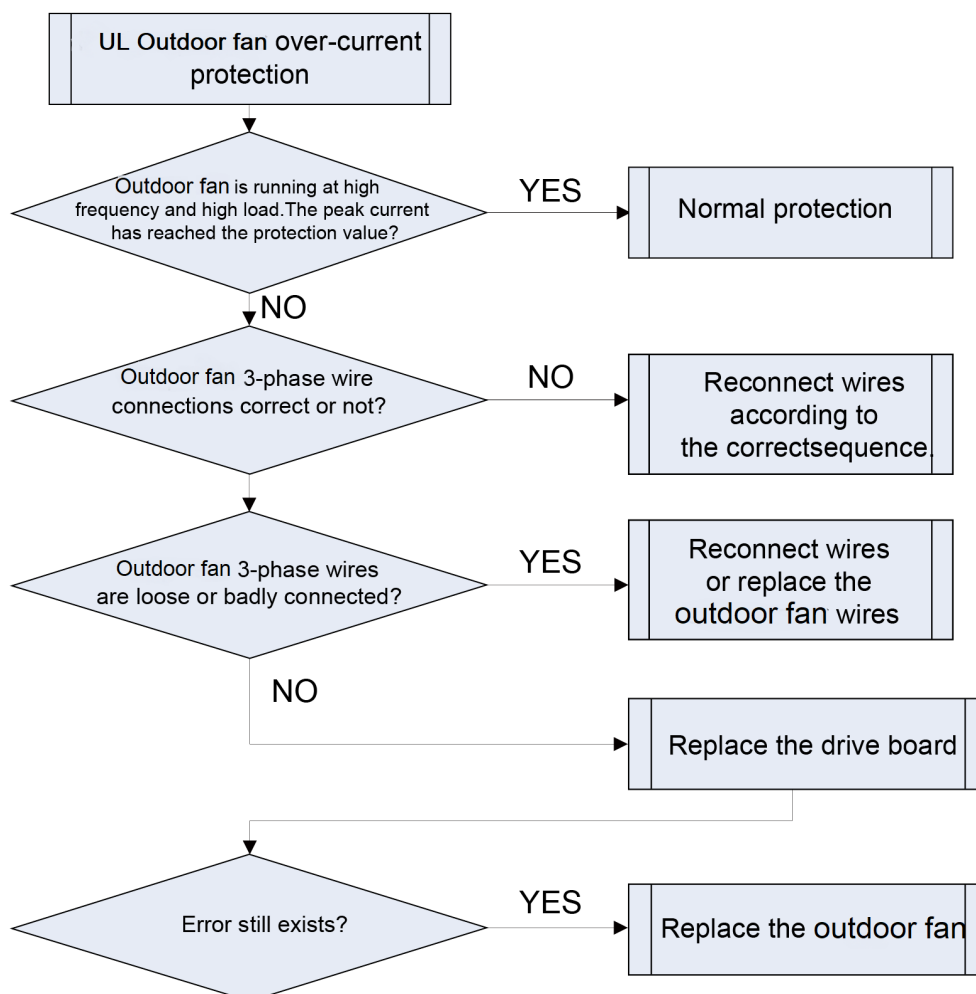 UL Outdoor fan over-current
protection
Outdoor fan is running at high
frequency and high load.The peak current
has reached the protection value?
YES
Normal protection
NO
Outdoor fan 3-phase wire
connections correct or not?
NO
Reconnect wires
according to
the correctsequence.
Outdoor fan 3-phase wires
are loose or badly connected?
YES
Reconnect wires
or replace the
outdoor fan wires
NO
Replace the drive board
Error still exists?
YES
Replace the outdoor fan